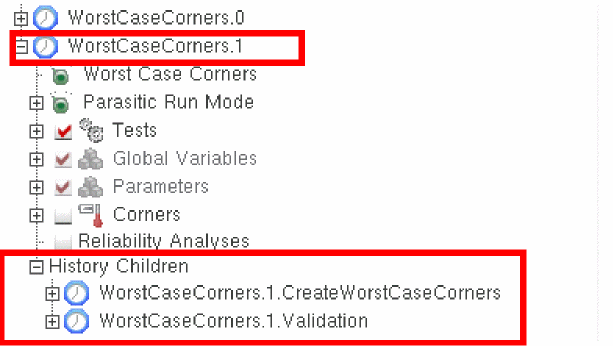 WorstCaseCorners.0
WorstCaseCorners.1
Worst Case Corners
Parasitic Run Mode
Tests
Global Variables
Parameters
Corners
Reliability Analyses
History Children
WorstCaseCorners.1.CreateWorstCaseCorners
WorstCaseCorners.1.Validation